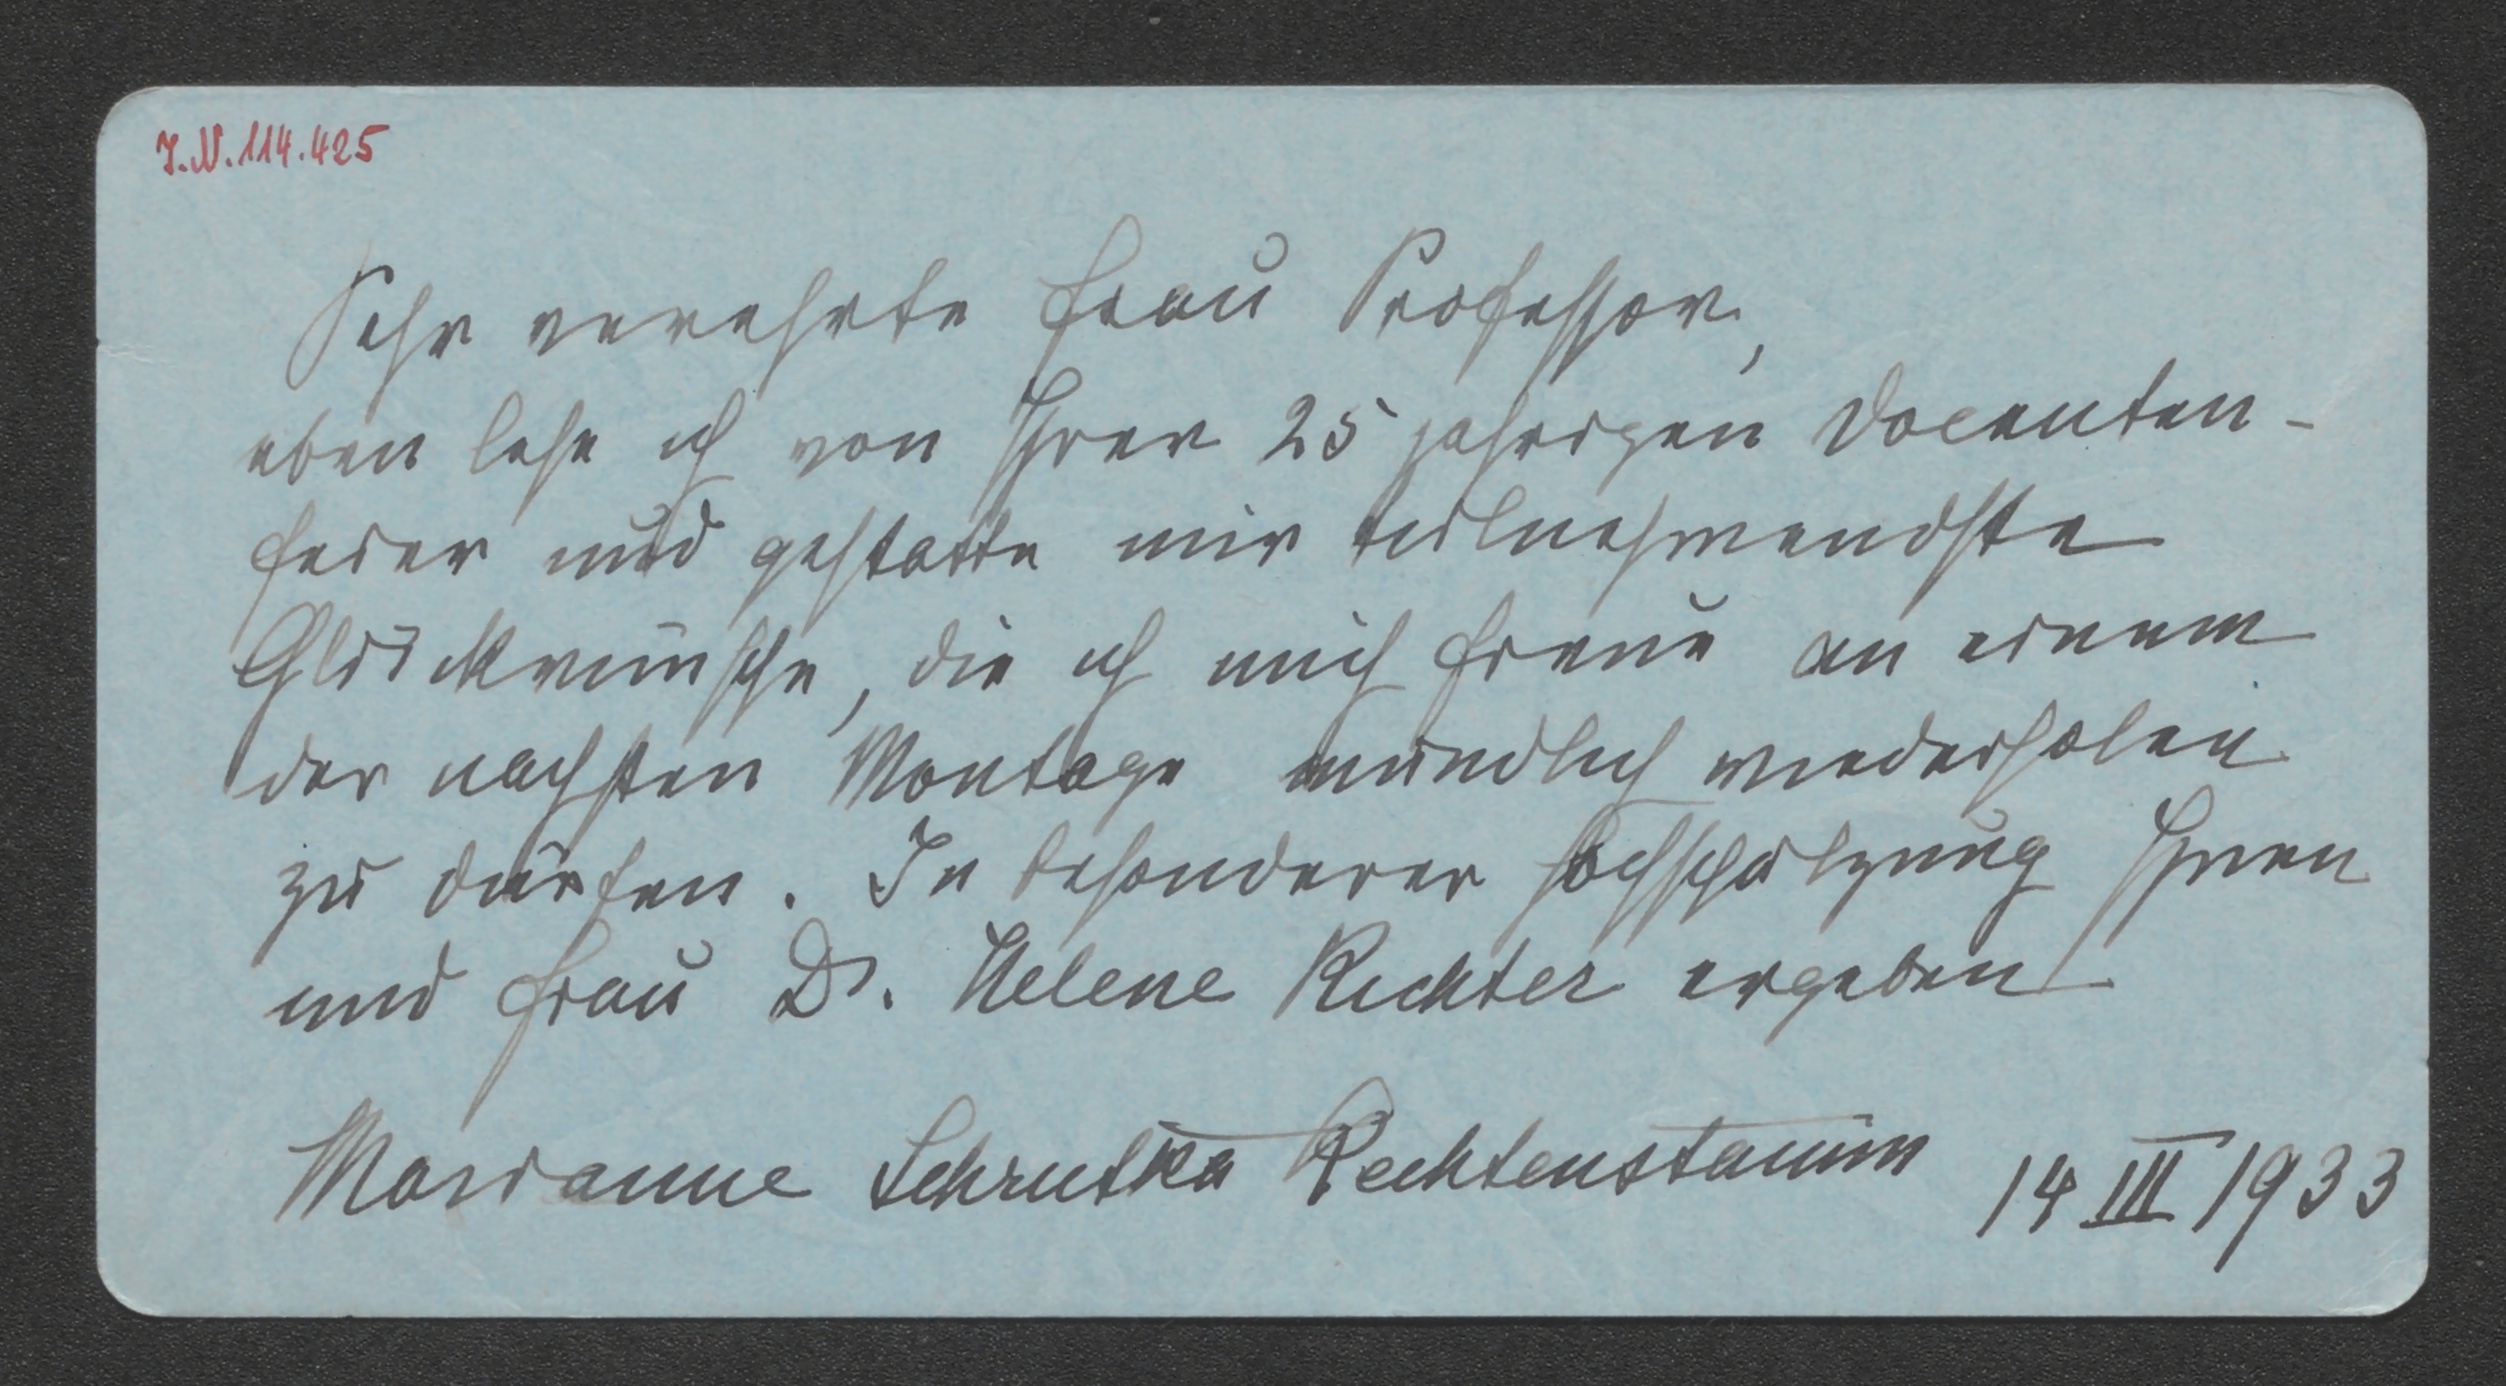 J.N. 114.425
Sehr verehrte Frau Professor,
eben lese ich von Ihrer 25 jährigen Docenten-
feier und gestatte mir teilnehmendste
Glückwünsche, die ich mich freue an einem
der nächsten Montage mündlich wiederholen
zu dürfen. In besonderer Hochschätzung Ihnen
und Frau Dr. Helene Richter ergeben
Marianne Schrutka Rechtenstamm 14 III 1933